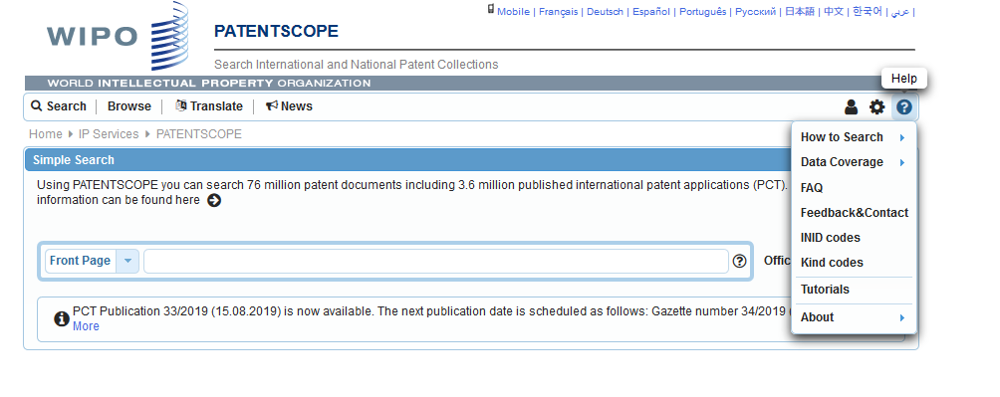 WIPO
Mobile | Français | Deutsch | Español | Português | Русский | 日本語 | 中文 | 한국어 | عربي |
PATENTSCOPE
Search International and National Patent Collections
WORLD INTELLECTUAL PROPERTY ORGANIZATION
Help
Search Browse Translate News
Home IP Services PATENTSCOPE
Simple Search
Using PATENTSCOPE you can search 76 million patent documents including 3.6 million published international patent applications (PCT).
information can be found here
Front Page
PCT Publication 33/2019 (15.08.2019) is now available. The next publication date is scheduled as follows: Gazette number 34/2019
More
How to Search
Data Coverage
FAQ
Feedback&Contact
INID codes
Kind codes
Tutorials
About